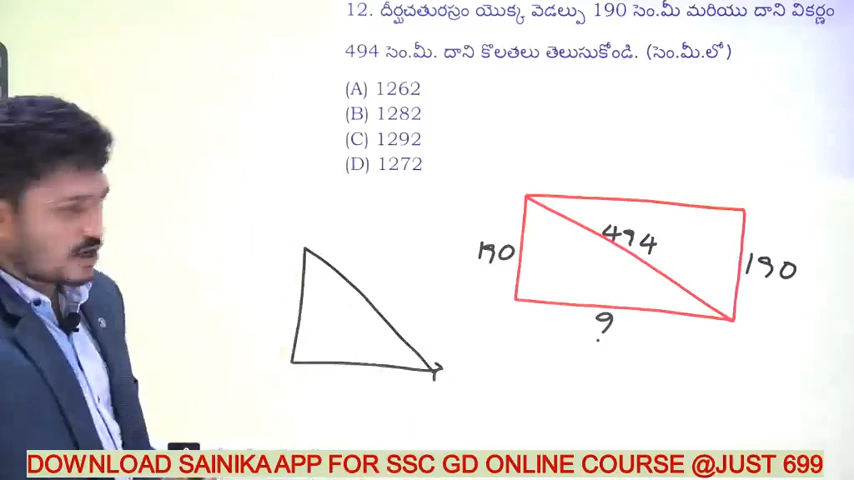 12. దీర్ఘచతురస్రం యొక్క వెడల్పు 190 సెం.మీ మరియు దాని వికర్ణం
494 సెం.మీ. దాని కొలతలు తెలుసుకోండి. (సెం.మీ.లో)
(A) 1262
(B) 1282
(C) 1292
(D) 1272
494
190
190
?
DOWNLOAD SAINIKA APP FOR SSC GD ONLINE COURSE @JUST 699